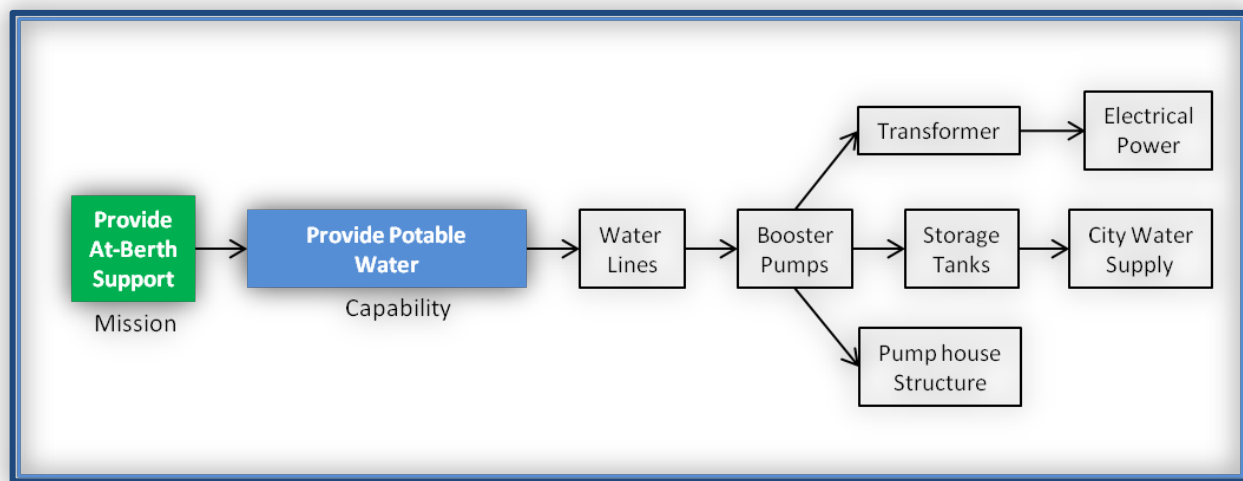 Provide
At-Berth
Support
Mission
Provide Potable
Water
Capability
Water
Lines
Booster
Pumps
Transformer
Electrical
Power
Storage
Tanks
City Water
Supply
Pump house
Structure